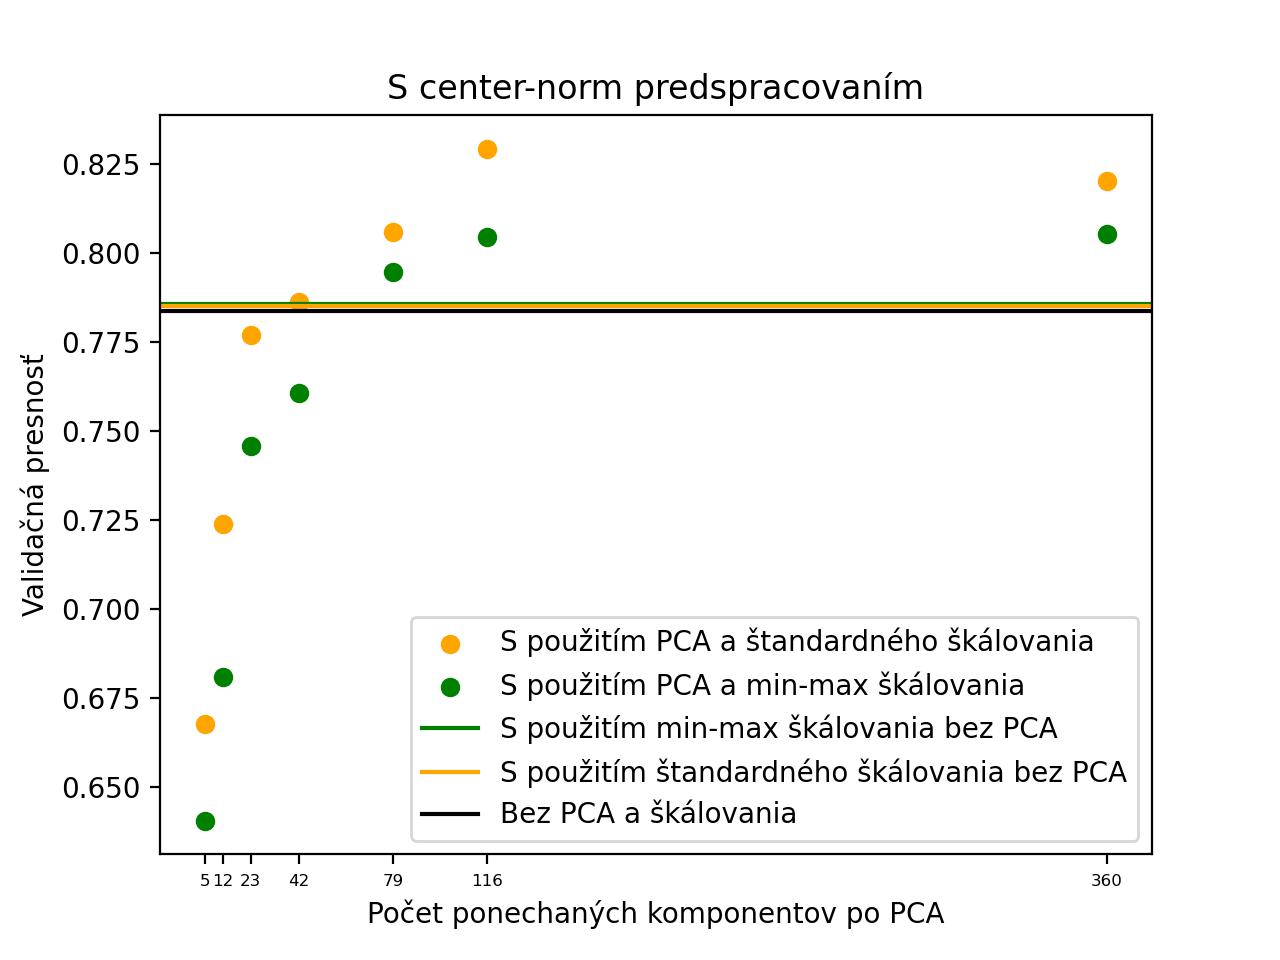 S center-norm predspracovaním
0.825
0.800
0.775
0.750
0.725
0.700
0.675
0.650
Validačná presnosť
S použitím PCA a štandardného škálovania
S použitím PCA a min-max škálovania
S použitím min-max škálovania bez PCA
S použitím štandardného škálovania bez PCA
Bez PCA a škálovania
5 12 23 42 79 116 360
Počet ponechaných komponentov po PCA